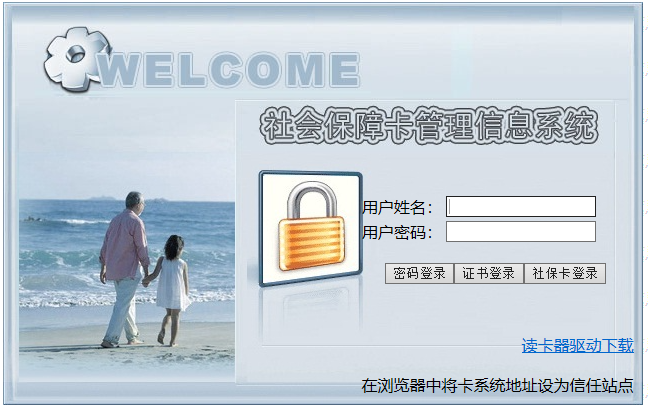 WELCOME
社会保障卡管理信息系统
用户姓名：
用户密码：
密码登录 证书登录 社保卡登录
读卡器驱动下载
在浏览器中将卡系统地址设为信任站点